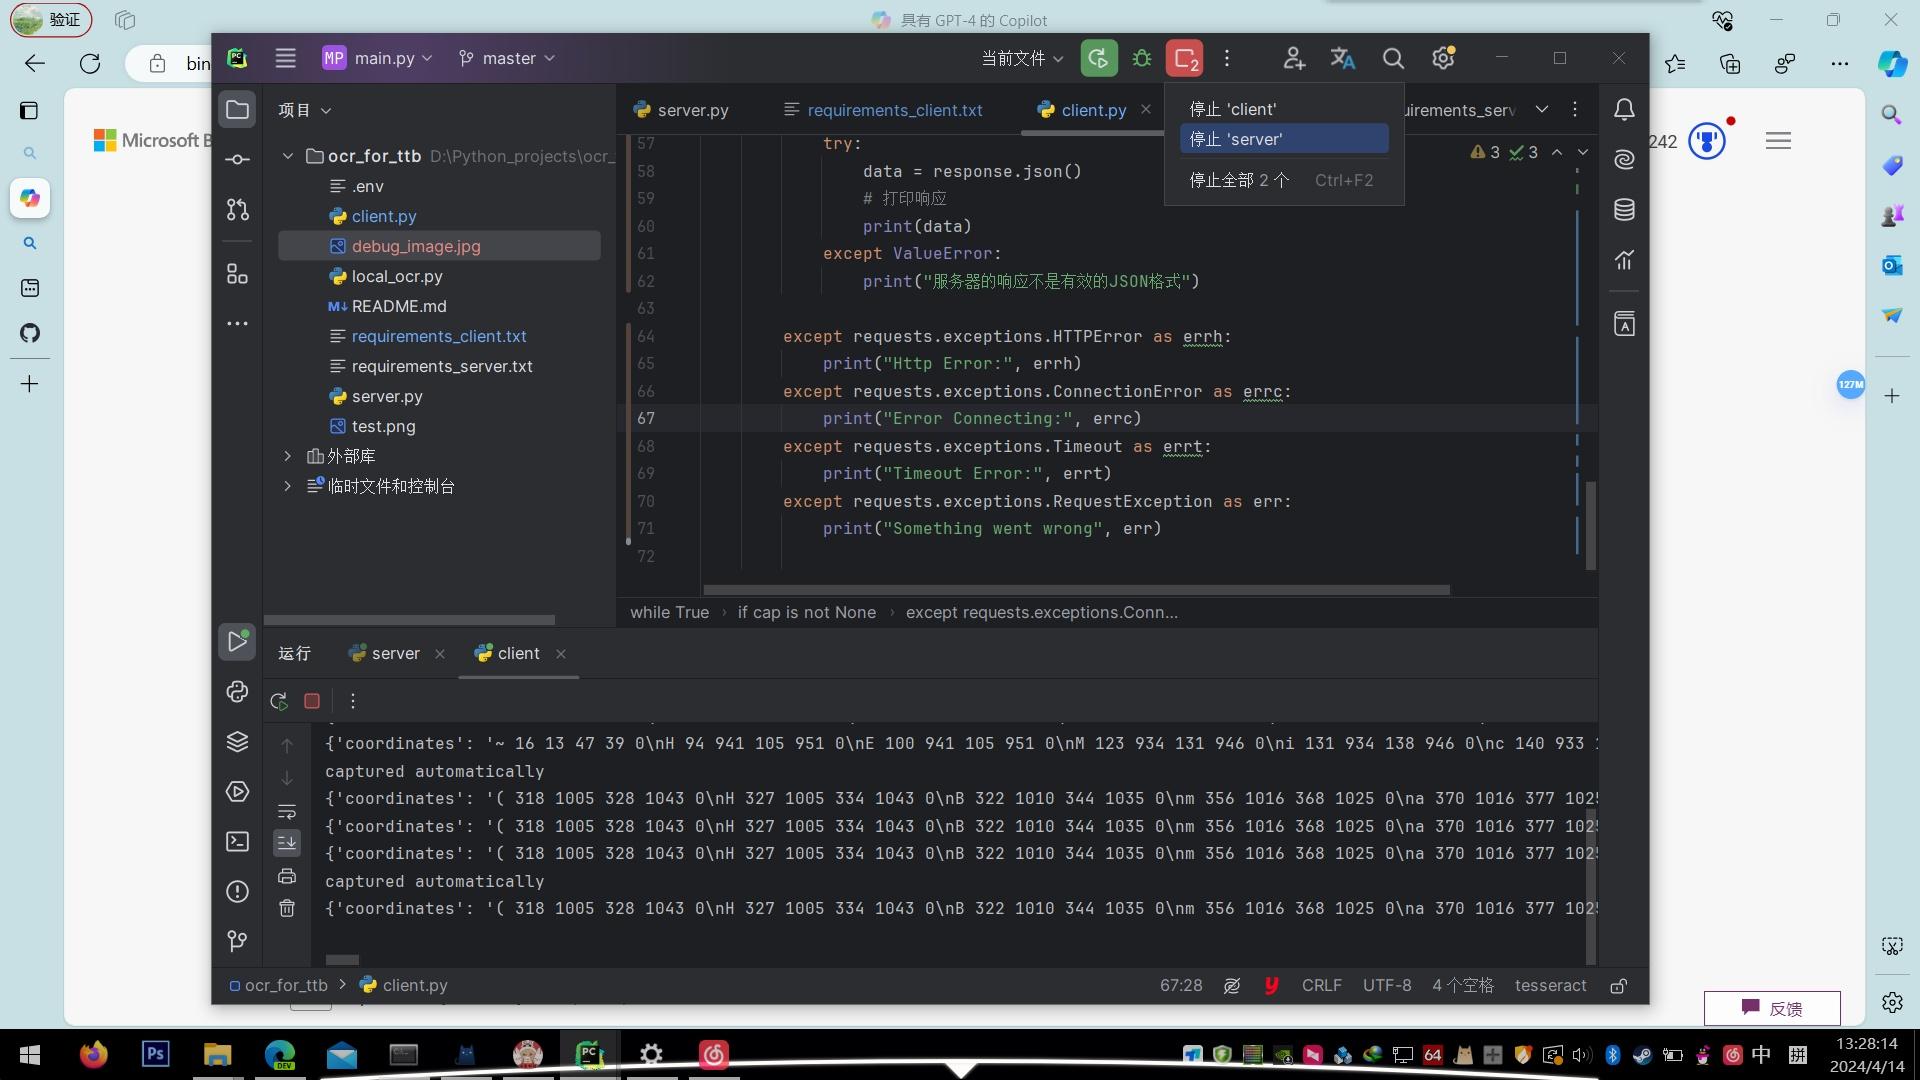 验证
具有 GPT-4 的 Copilot
bin
MP main.py
master
当前文件
2
Microsoft B
项目
server.py
requirements_client.txt
client.py
停止 'client'
停止 'server'
停止全部 2 个 Ctrl+F2
242
ocr_for_ttb D:\Python_projects\ocr_
.env
client.py
debug_image.jpg
local_ocr.py
M↓ README.md
requirements_client.txt
requirements_server.txt
server.py
test.png
外部库
临时文件和控制台
3 3
57 try:
58 data = response.json()
59 # 打印响应
60 print(data)
61 except ValueError:
62 print("服务器的响应不是有效的JSON格式")
63
64 except requests.exceptions.HTTPError as errh:
65 print("Http Error:", errh)
66 except requests.exceptions.ConnectionError as errc:
67 print("Error Connecting:", errc)
68 except requests.exceptions.Timeout as errt:
69 print("Timeout Error:", errt)
70 except requests.exceptions.RequestException as err:
71 print("Something went wrong", err)
72
127M
while True › if cap is not None › except requests.exceptions.Conn...
运行
server
client
{'coordinates': '~ 16 13 47 39 0\nH 94 941 105 951 0\nE 100 941 105 951 0\nM 123 934 131 946 0\ni 131 934 138 946 0\nc 140 933
captured automatically
{'coordinates': '( 318 1005 328 1043 0\nH 327 1005 334 1043 0\nB 322 1010 344 1035 0\nm 356 1016 368 1025 0\na 370 1016 377 1025
{'coordinates': '( 318 1005 328 1043 0\nH 327 1005 334 1043 0\nB 322 1010 344 1035 0\nm 356 1016 368 1025 0\na 370 1016 377 1025
{'coordinates': '( 318 1005 328 1043 0\nH 327 1005 334 1043 0\nB 322 1010 344 1035 0\nm 356 1016 368 1025 0\na 370 1016 377 1025
captured automatically
{'coordinates': '( 318 1005 328 1043 0\nH 327 1005 334 1043 0\nB 322 1010 344 1035 0\nm 356 1016 368 1025 0\na 370 1016 377 1025
ocr_for_ttb › client.py
67:28
CRLF
UTF-8
4 个空格
tesseract
反馈
Ps
DEV
PC
64
中
拼
13:28:14
2024/4/14